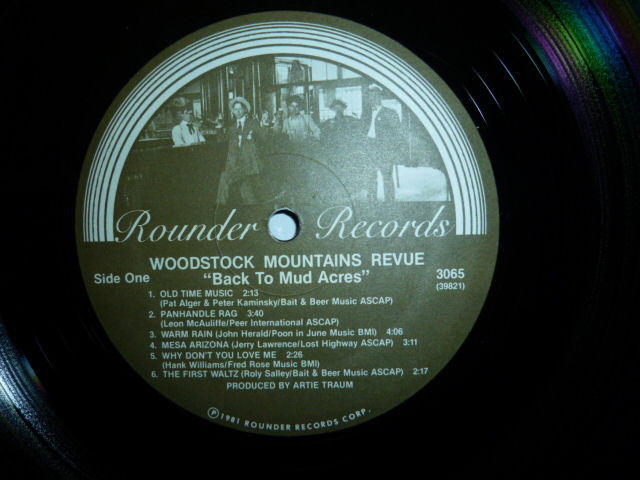 Rounder Records
WOODSTOCK MOUNTAINS REVUE
Side One "Back To Mud Acres" 3065
(39821)
1. OLD TIME MUSIC 2:13
(Pat Alger & Peter Kaminsky/Bait & Beer Music ASCAP)
2. PANHANDLE RAG 3:40
(Leon McAuliffe/Peer International ASCAP)
3. WARM RAIN (John Herald/Poon in June Music BMI) 4:06
4. MESA ARIZONA (Jerry Lawrence/Lost Highway ASCAP) 3:11
5. WHY DON'T YOU LOVE ME 2:26
(Hank Williams/Fred Rose Music BMI)
6. THE FIRST WALTZ (Roly Salley/Bait & Beer Music ASCAP) 2:17
PRODUCED BY ARTIE TRAUM
℗ 1981 ROUNDER RECORDS CORP.